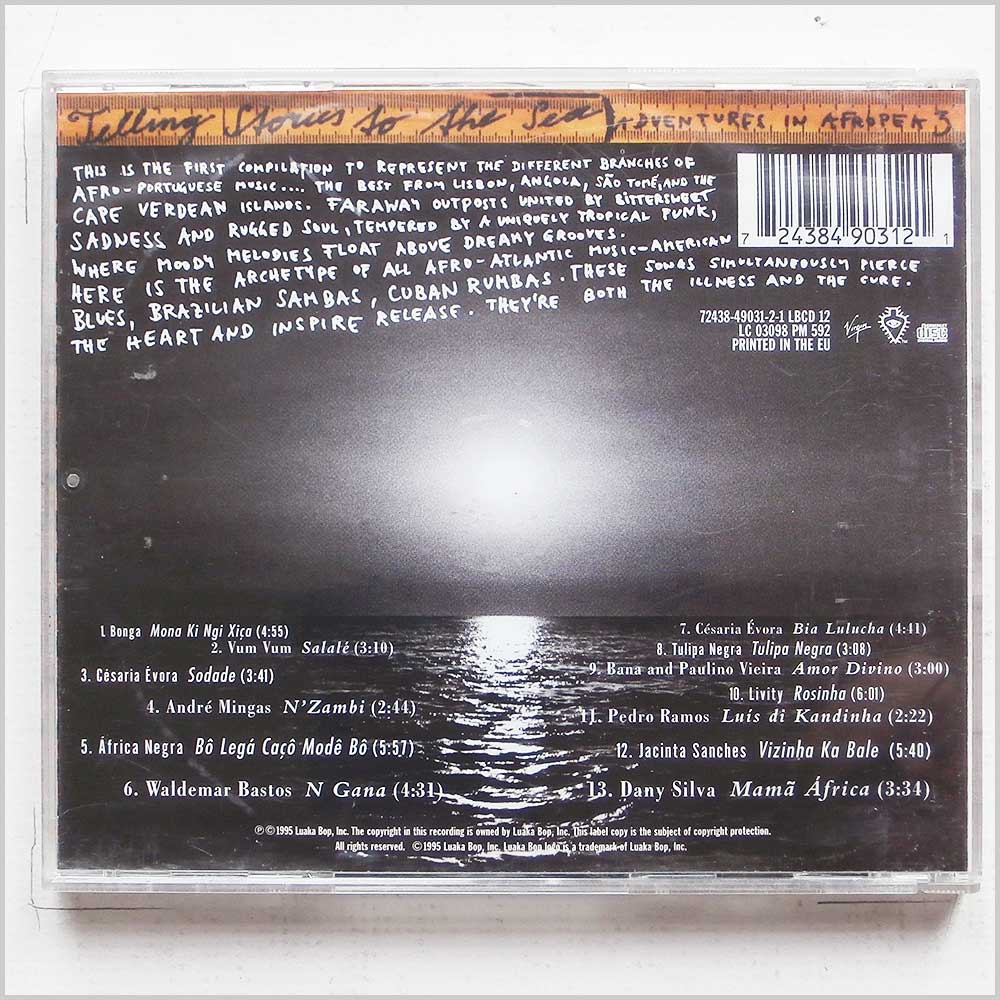 Telling Stories to the Sea ADVENTURES IN AFROPEA 3
THIS IS THE FIRST COMPILATION TO REPRESENT THE DIFFERENT BRANCHES OF
AFRO-PORTUGUESE MUSIC.... THE BEST FROM LISBON, ANGOLA, SÃO TOMÉ, AND THE
CAPE VERDEAN ISLANDS. FARAWAY OUTPOSTS UNITED BY BITTERSWEET
SADNESS AND RUGGED SOUL, TEMPERED BY A UNIQUELY TROPICAL PUNK,
WHERE MOODY MELODIES FLOAT ABOVE DREAMY GROOVES.
HERE IS THE ARCHETYPE OF ALL AFRO-ATLANTIC MUSIC-AMERICAN
BLUES, BRAZILIAN SAMBAS, CUBAN RUMBAS. THESE SONGS SIMULTANEOUSLY PIERCE
THE HEART AND INSPIRE RELEASE. THEY'RE BOTH THE ILLNESS AND THE CURE.
7 24384 90312 1
72438-49031-2-1 LBCD 12
LC 03098 PM 592
PRINTED IN THE EU
Virgin
COMPACT disc
1. Bonga Mona Ki Ngi Xiça (4:55)
2. Vum Vum Salalé (3:10)
3. Césaria Évora Sodade (3:41)
4. André Mingas N'Zambi (2:44)
5. África Negra Bô Legá Caçô Modê Bô (5:57)
6. Waldemar Bastos N Gana (4:31)
7. Césaria Évora Bia Lulucha (4:41)
8. Tulipa Negra Tulipa Negra (3:08)
9. Bana and Paulino Vieira Amor Divino (3:00)
10. Livity Rosinha (6:01)
11. Pedro Ramos Luís di Kandinha (2:22)
12. Jacinta Sanches Vizinha Ka Bale (5:40)
13. Dany Silva Mamã África (3:34)
℗©1995 Luaka Bop, Inc. The copyright in this recording is owned by Luaka Bop, Inc. This label copy is the subject of copyright protection.
All rights reserved. ©1995 Luaka Bop, Inc. Luaka Bop logo is a trademark of Luaka Bop, Inc.